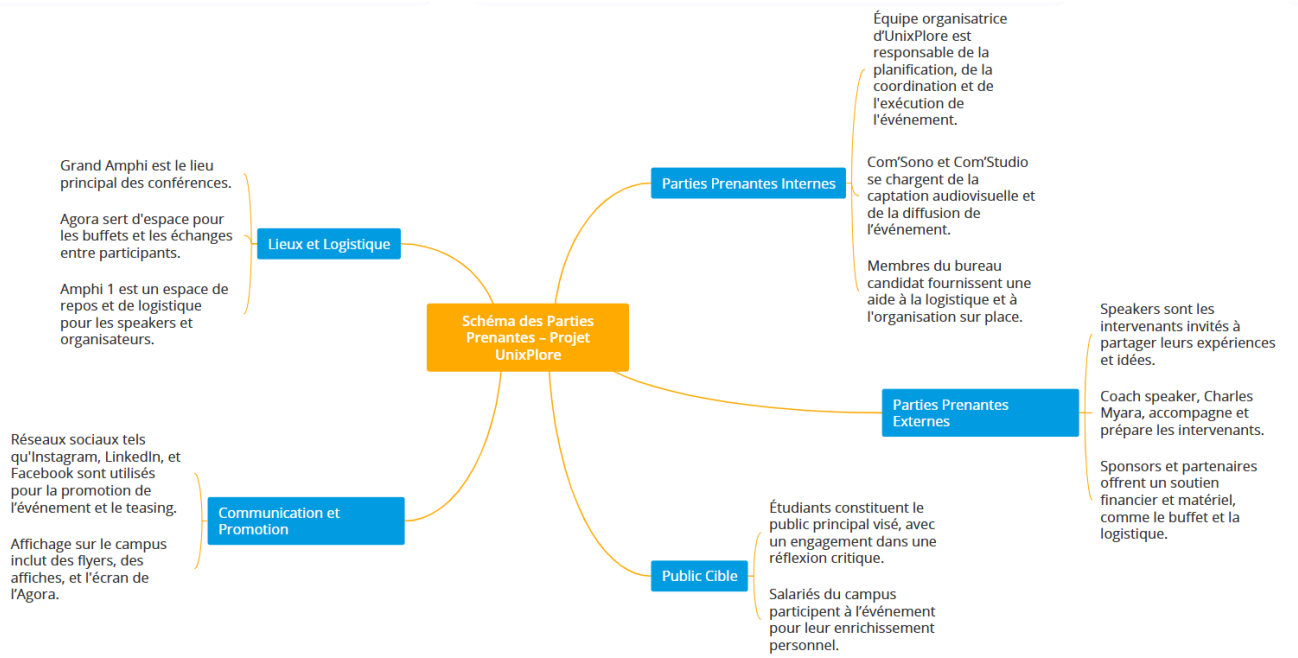 Schéma des Parties
Prenantes – Projet
UnixPlore
Parties Prenantes Internes
Équipe organisatrice
d’UnixPlore est
responsable de la
planification, de la
coordination et de
l'exécution de
l'événement.
Com’Sono et Com’Studio
se chargent de la
captation audiovisuelle et
de la diffusion de
l’événement.
Membres du bureau
candidat fournissent une
aide à la logistique et à
l'organisation sur place.
Parties Prenantes
Externes
Speakers sont les
intervenants invités à
partager leurs expériences
et idées.
Coach speaker, Charles
Myara, accompagne et
prépare les intervenants.
Sponsors et partenaires
offrent un soutien
financier et matériel,
comme le buffet et la
logistique.
Public Cible
Étudiants constituent le
public principal visé, avec
un engagement dans une
réflexion critique.
Salariés du campus
participent à l’événement
pour leur enrichissement
personnel.
Communication et
Promotion
Réseaux sociaux tels
qu'Instagram, LinkedIn, et
Facebook sont utilisés
pour la promotion de
l’événement et le teasing.
Affichage sur le campus
inclut des flyers, des
affiches, et l'écran de
l’Agora.
Lieux et Logistique
Grand Amphi est le lieu
principal des conférences.
Agora sert d'espace pour
les buffets et les échanges
entre participants.
Amphi 1 est un espace de
repos et de logistique
pour les speakers et
organisateurs.